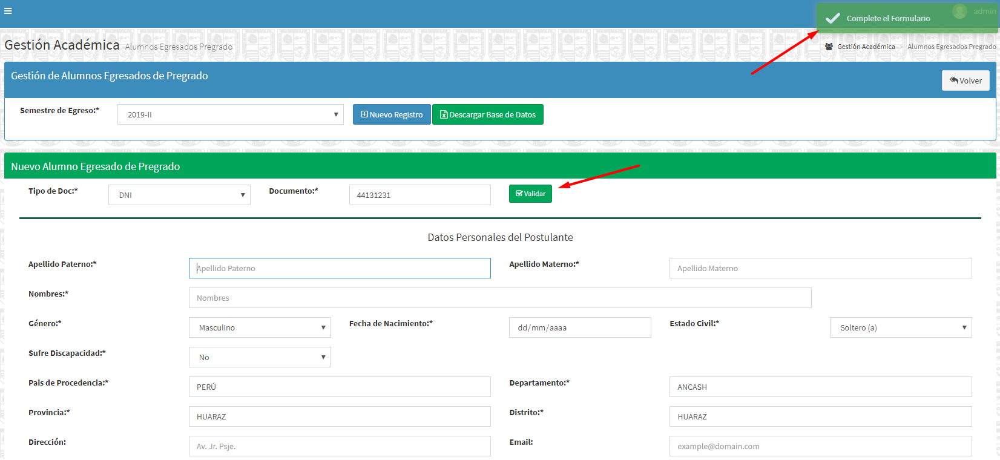 Complete el Formulario
admin
Gestión Académica Alumnos Egresados Pregrado
Gestión Académica > Alumnos Egresados Pregrado
Gestión de Alumnos Egresados de Pregrado
Volver
Semestre de Egreso:* 2019-II Nuevo Registro Descargar Base de Datos
Nuevo Alumno Egresado de Pregrado
Tipo de Doc:* DNI Documento:* 44131231 Validar
Datos Personales del Postulante
Apellido Paterno:* Apellido Paterno Apellido Materno:* Apellido Materno
Nombres:* Nombres
Género:* Masculino Fecha de Nacimiento:* dd/mm/aaaa Estado Civil:* Soltero (a)
Sufre Discapacidad:* No
Pais de Procedencia:* PERÚ Departamento:* ANCASH
Provincia:* HUARAZ Distrito:* HUARAZ
Dirección: Av. Jr. Psje. Email: example@domain.com